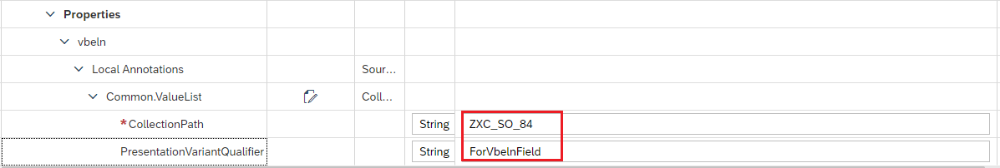 Properties
vbeln
Local Annotations Sour...
Common.ValueList Coll...
*CollectionPath String ZXC_SO_84
PresentationVariantQualifier String ForVbelnField